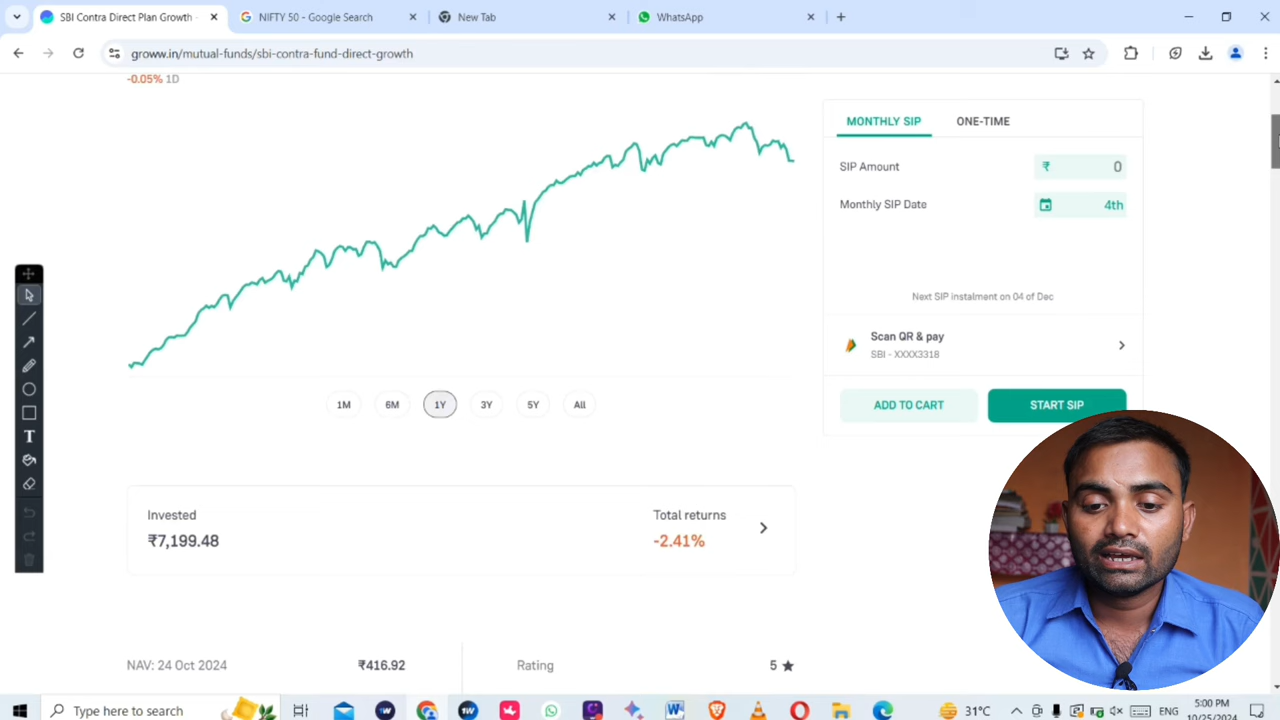 SBI Contra Direct Plan Growth
NIFTY 50 - Google Search
New Tab
WhatsApp
groww.in/mutual-funds/sbi-contra-fund-direct-growth
-0.05% 1D
MONTHLY SIP
ONE-TIME
SIP Amount
₹ 0
Monthly SIP Date
4th
Next SIP instalment on 04 of Dec
Scan QR & pay
SBI - XXXX3318
ADD TO CART
START SIP
1M
6M
1Y
3Y
5Y
All
Invested
₹7,199.48
Total returns
-2.41%
NAV: 24 Oct 2024
₹416.92
Rating
5 ★
T
Type here to search
31°C
ENG
5:00 PM
10/25/2024